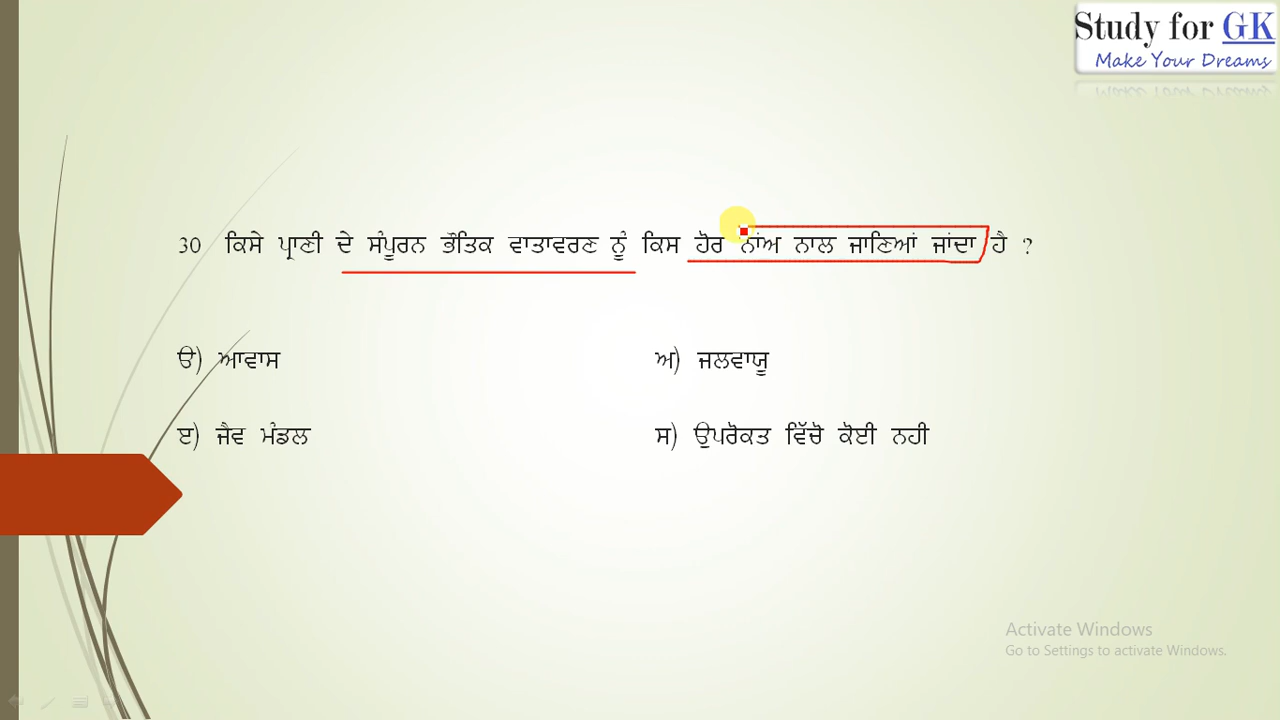 Study for GK
Make Your Dreams
30 ਕਿਸੇ ਪ੍ਰਾਣੀ ਦੇ ਸੰਪੂਰਨ ਭੌਤਿਕ ਵਾਤਾਵਰਣ ਨੂੰ ਕਿਸ ਹੋਰ ਨਾਂਅ ਨਾਲ ਜਾਣਿਆਂ ਜਾਂਦਾ ਹੈ ?
ੳ) ਆਵਾਸ
ਅ) ਜਲਵਾਯੂ
ੲ) ਜੈਵ ਮੰਡਲ
ਸ) ਉਪਰੋਕਤ ਵਿੱਚੋ ਕੋਈ ਨਹੀ
Activate Windows
Go to Settings to activate Windows.